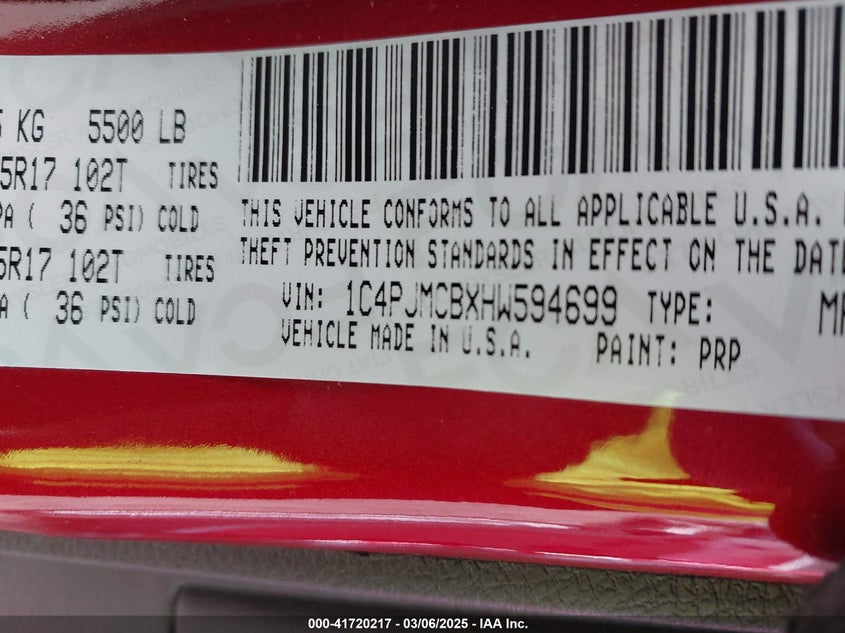 KG 5500 LB
5R17 102T TIRES
PA ( 36 PSI) COLD
5R17 102T TIRES
A ( 36 PSI) COLD
THIS VEHICLE CONFORMS TO ALL APPLICABLE U.S.A.
THEFT PREVENTION STANDARDS IN EFFECT ON THE DATE
VIN: 1C4PJMCBXHW594699 TYPE: MP
VEHICLE MADE IN U.S.A. PAINT: PRP
000-41720217 - 03/06/2025 - IAA Inc.